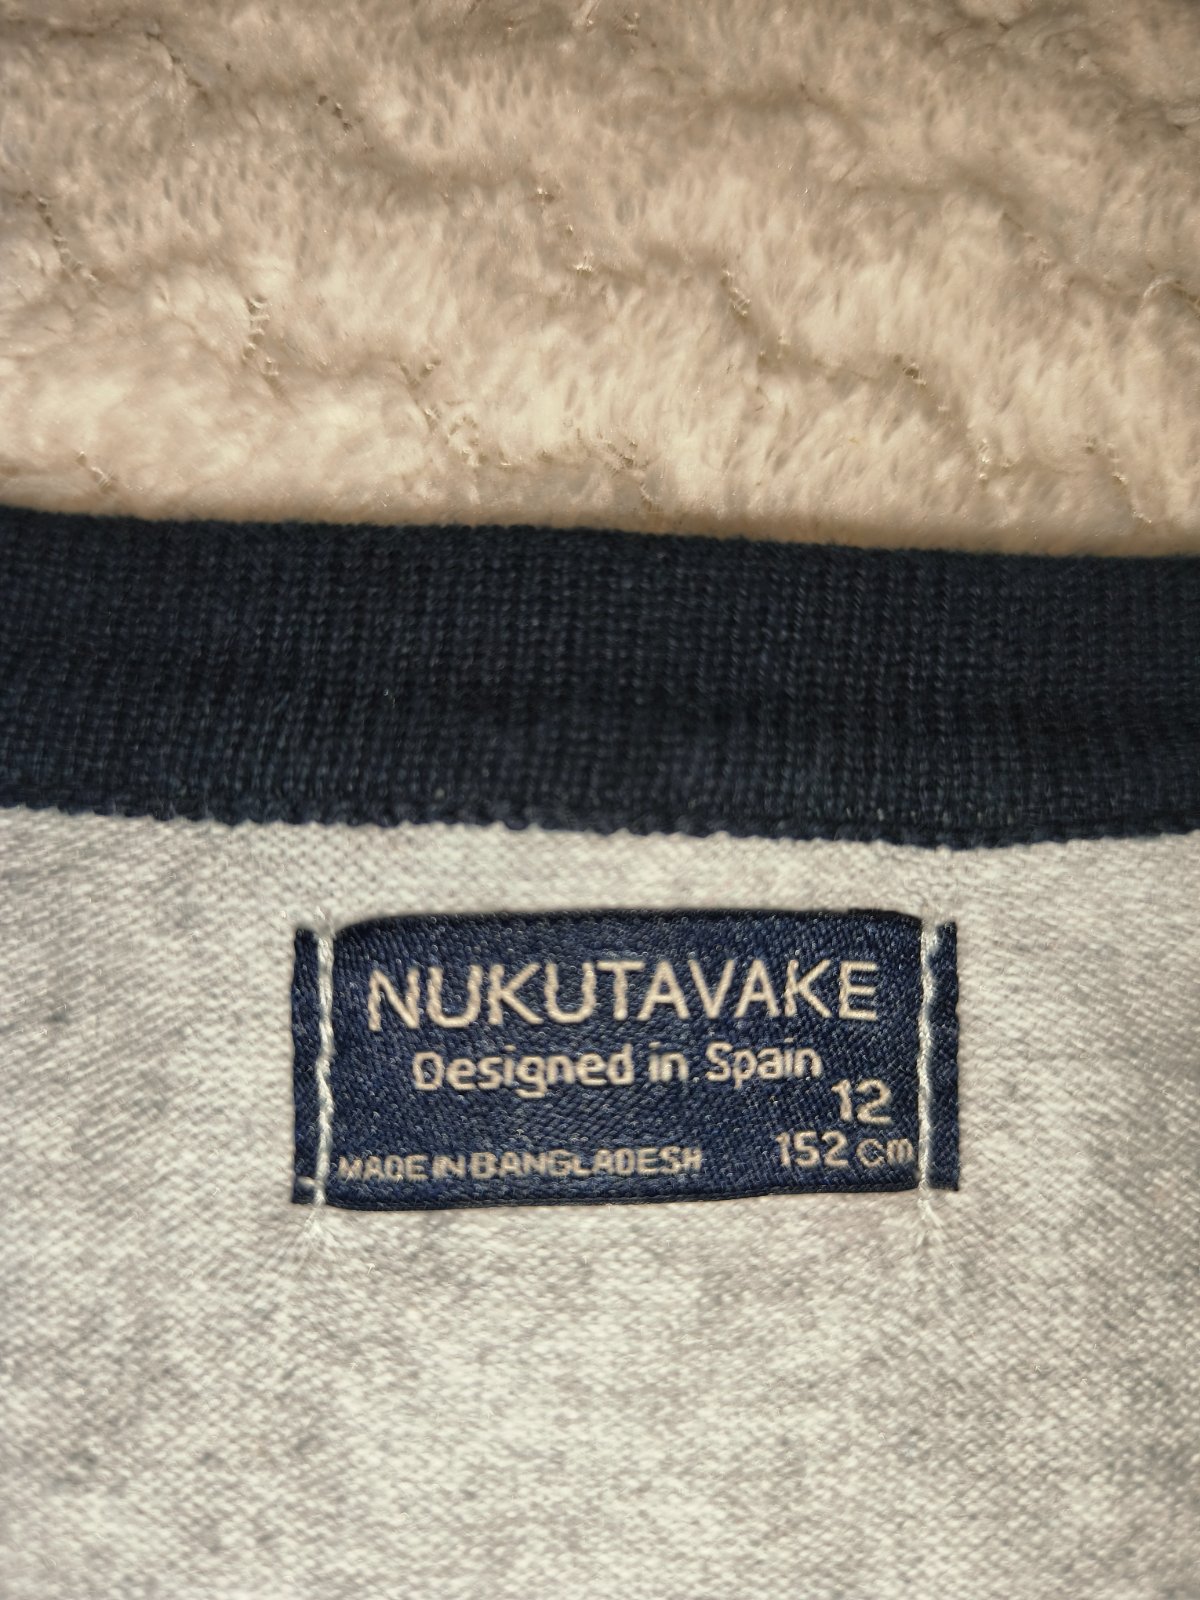 NUKUTAVAKE
Designed in Spain
12
MADE IN BANGLADESH 152 cm